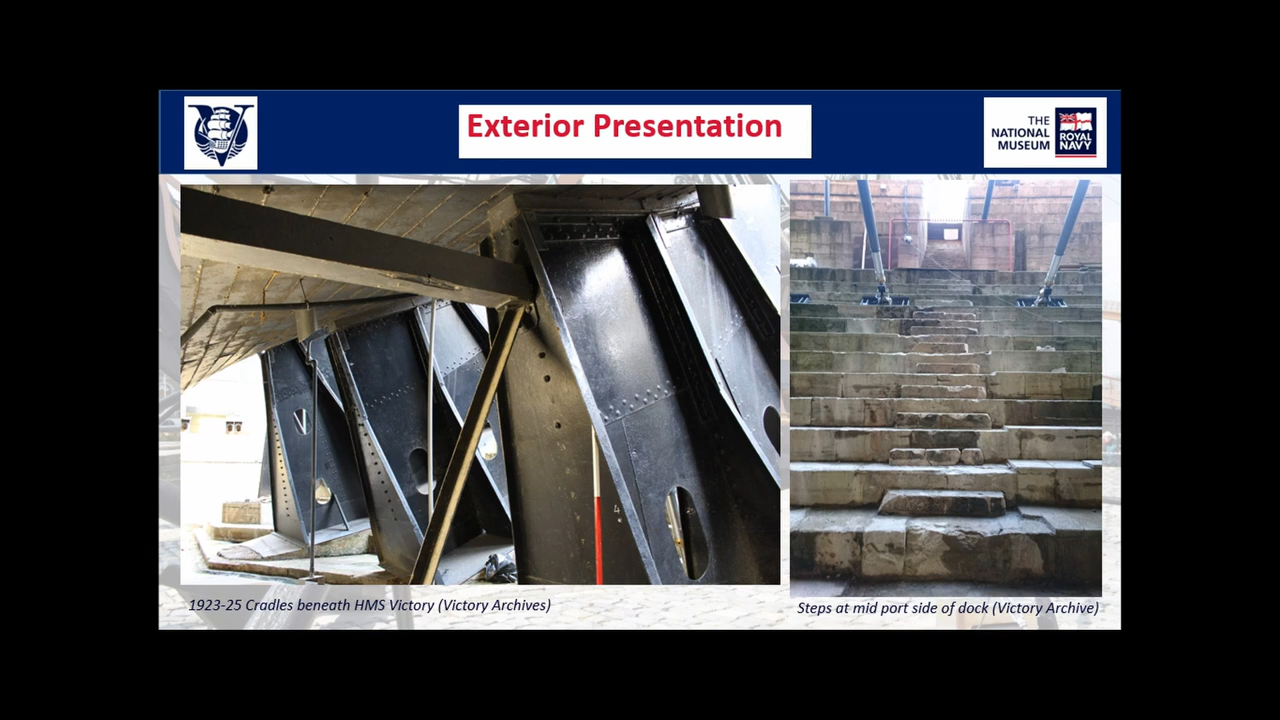 Exterior Presentation
THE
NATIONAL
MUSEUM
ROYAL
NAVY
4
1923-25 Cradles beneath HMS Victory (Victory Archives)
Steps at mid port side of dock (Victory Archive)